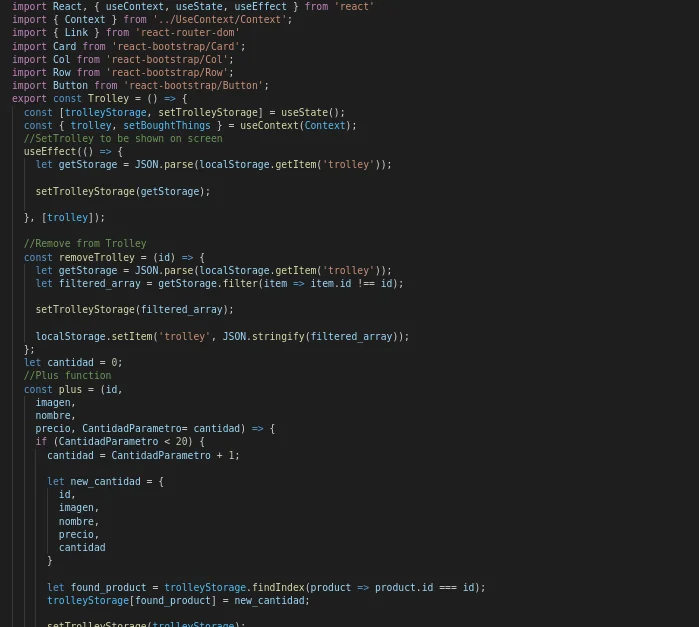 import React, { useContext, useState, useEffect } from 'react'
import { Context } from '../UseContext/Context';
import { Link } from 'react-router-dom'
import Card from 'react-bootstrap/Card';
import Col from 'react-bootstrap/Col';
import Row from 'react-bootstrap/Row';
import Button from 'react-bootstrap/Button';
export const Trolley = () => {
const [trolleyStorage, setTrolleyStorage] = useState();
const { trolley, setBoughtThings } = useContext(Context);
//SetTrolley to be shown on screen
useEffect(() => {
let getStorage = JSON.parse(localStorage.getItem('trolley'));
setTrolleyStorage(getStorage);
}, [trolley]);
//Remove from Trolley
const removeTrolley = (id) => {
let getStorage = JSON.parse(localStorage.getItem('trolley'));
let filtered_array = getStorage.filter(item => item.id !== id);
setTrolleyStorage(filtered_array);
localStorage.setItem('trolley', JSON.stringify(filtered_array));
};
let cantidad = 0;
//Plus function
const plus = (id,
imagen,
nombre,
precio, CantidadParametro= cantidad) => {
if (CantidadParametro < 20) {
cantidad = CantidadParametro + 1;
let new_cantidad = {
id,
imagen,
nombre,
precio,
cantidad
}
let found_product = trolleyStorage.findIndex(product => product.id === id);
trolleyStorage[found_product] = new_cantidad;
setTrolleyStorage(trolleyStorage);